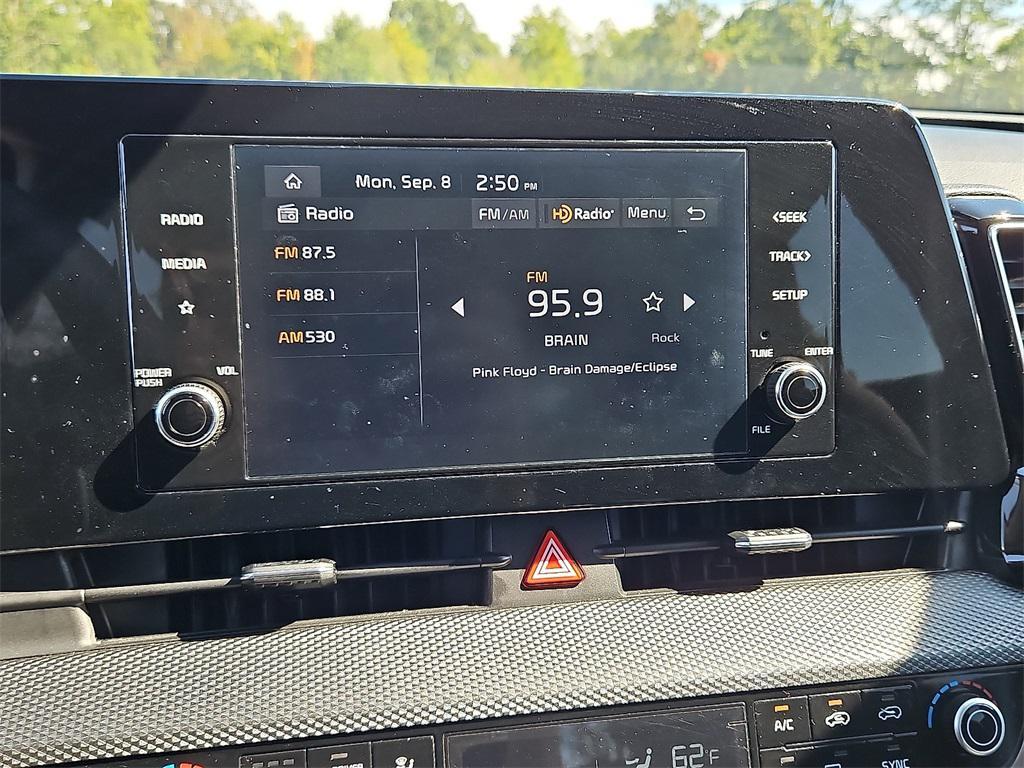 Mon, Sep. 8 2:50 PM
RADIO
Radio FM/AM HD Radio Menu
<SEEK
FM 87.5
MEDIA
TRACK>
FM
FM 88.1
95.9
SETUP
AM 530
BRAIN Rock
TUNE ENTER
POWER PUSH VOL
Pink Floyd - Brain Damage/Eclipse
FILE
A/C
62°F
SYNC